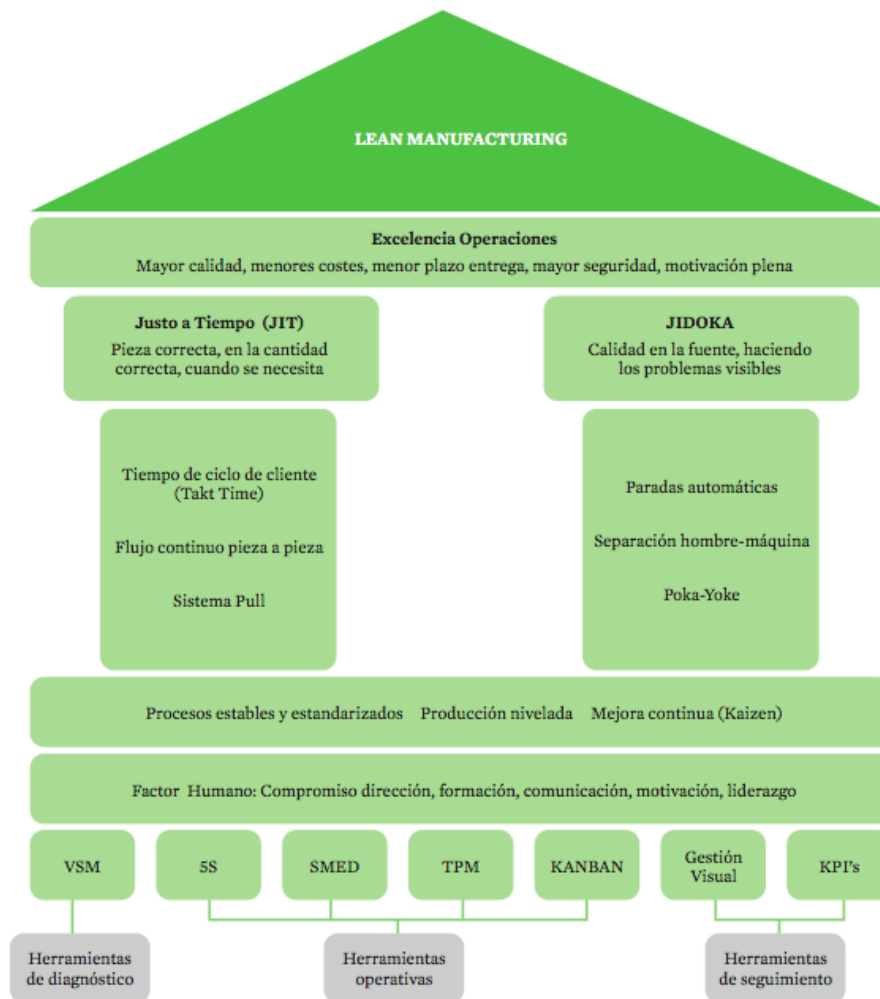 LEAN MANUFACTURING
Excelencia Operaciones
Mayor calidad, menores costes, menor plazo entrega, mayor seguridad, motivación plena
Justo a Tiempo (JIT)
Pieza correcta, en la cantidad
correcta, cuando se necesita
JIDOKA
Calidad en la fuente, haciendo
los problemas visibles
Tiempo de ciclo de cliente
(Takt Time)
Flujo continuo pieza a pieza
Sistema Pull
Paradas automáticas
Separación hombre-máquina
Poka-Yoke
Procesos estables y estandarizados Producción nivelada Mejora continua (Kaizen)
Factor Humano: Compromiso dirección, formación, comunicación, motivación, liderazgo
VSM
5S
SMED
TPM
KANBAN
Gestión
Visual
KPI's
Herramientas
de diagnóstico
Herramientas
operativas
Herramientas
de seguimiento